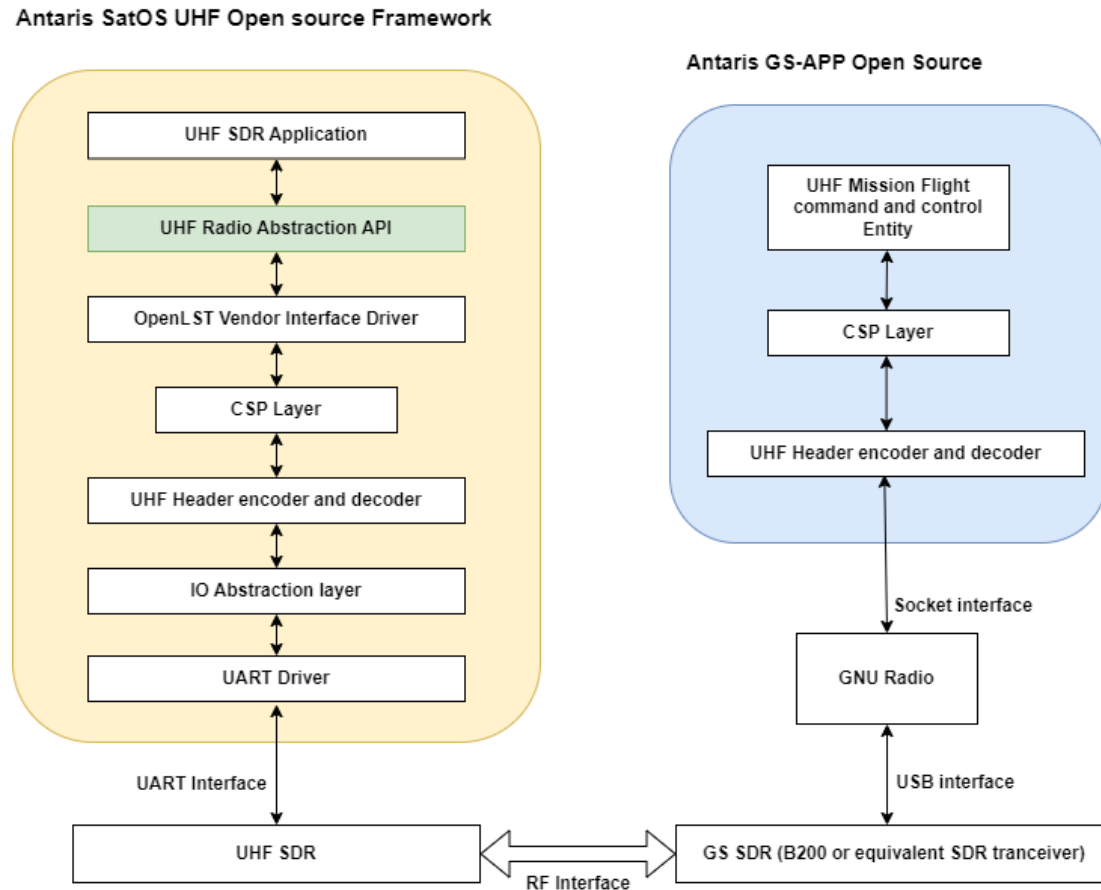 Antaris SatOS UHF Open source Framework
Antaris GS-APP Open Source
UHF SDR Application
UHF Radio Abstraction API
OpenLST Vendor Interface Driver
CSP Layer
UHF Header encoder and decoder
IO Abstraction layer
UART Driver
UART Interface
UHF SDR
UHF Mission Flight
command and control
Entity
CSP Layer
UHF Header encoder and decoder
Socket interface
GNU Radio
USB interface
GS SDR (B200 or equivalent SDR tranceiver)
RF Interface